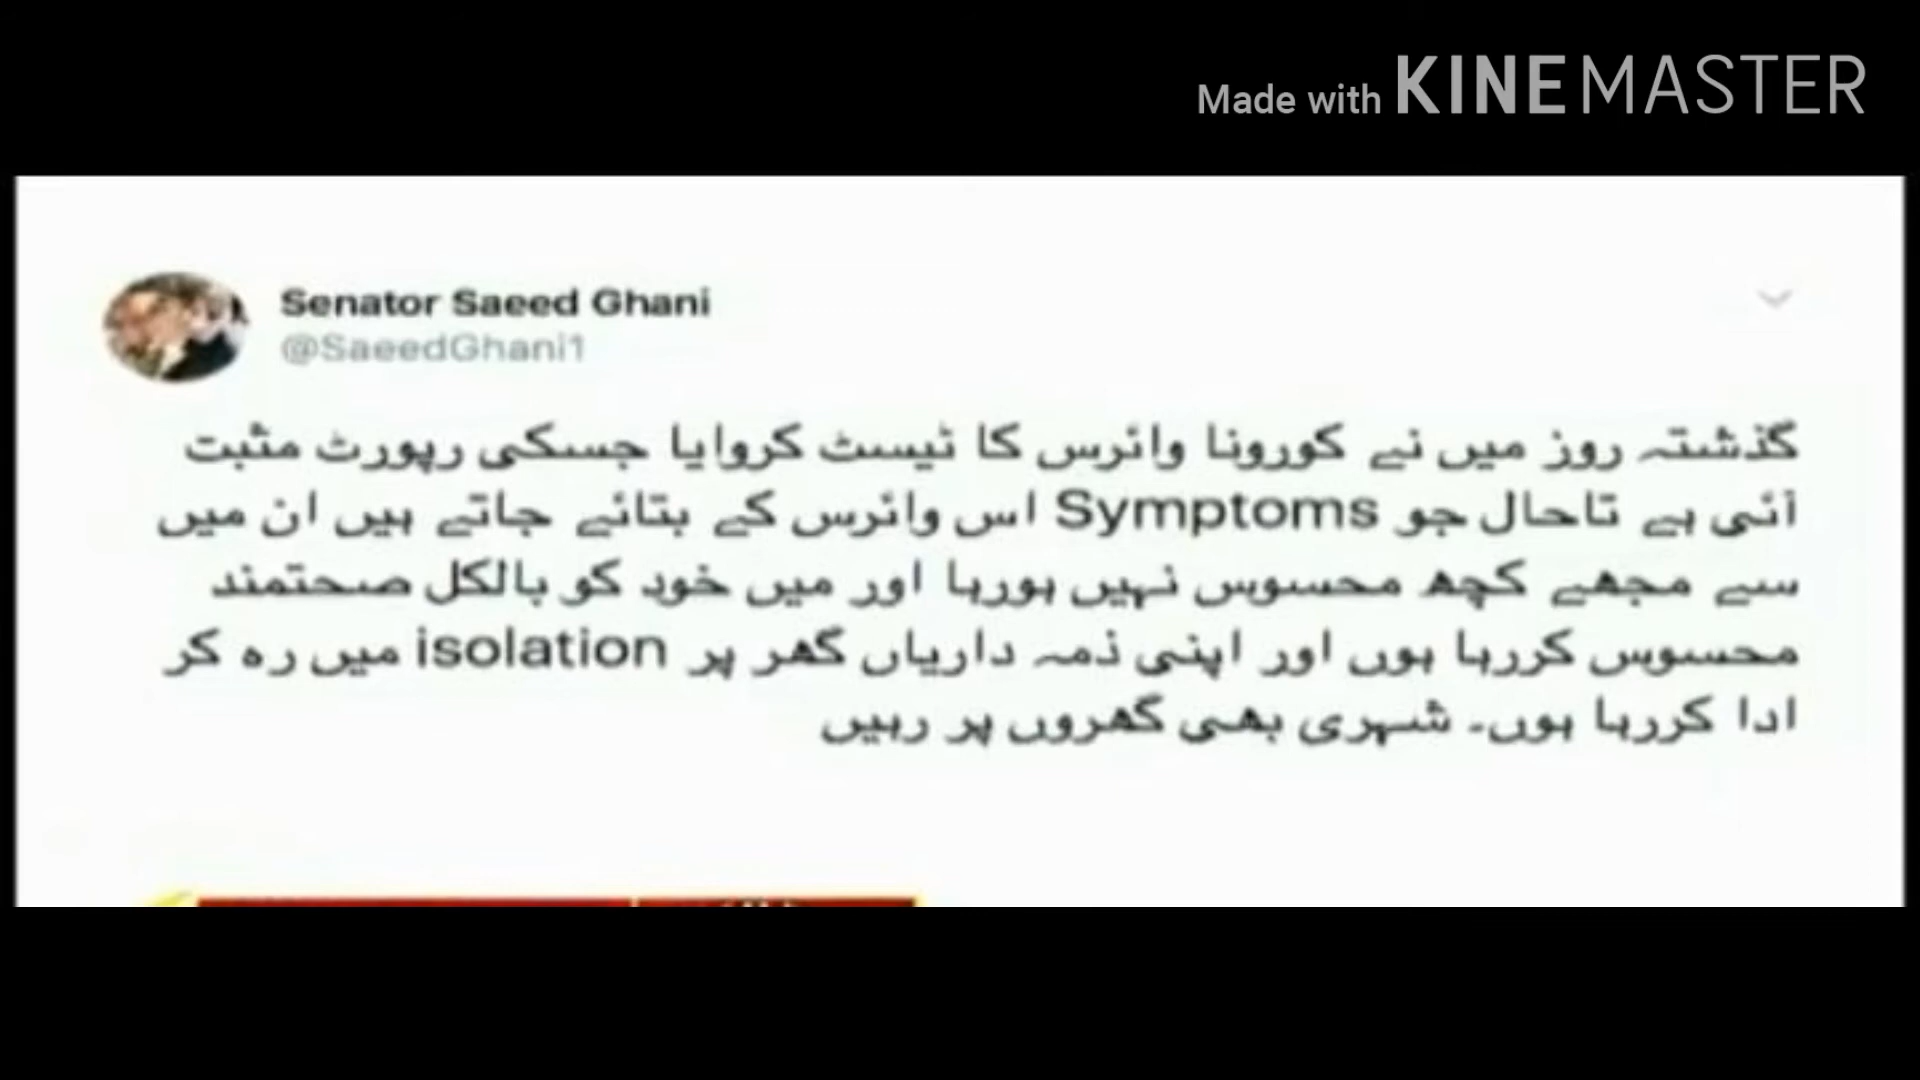 Made with KINEMASTER
Senator Saeed Ghani
@SaeedGhani1
گذشتہ روز میں نے کورونا وائرس کا ٹیسٹ کروایا جسکی رپورٹ مثبت
آئی ہے تاحال جو Symptoms اس وائرس کے بتائے جاتے ہیں ان میں
سے مجھے کچھ محسوس نہیں ہورہا اور میں خود کو بالکل صحتمند
محسوس کررہا ہوں اور اپنی ذمہ داریاں گھر پر isolation میں رہ کر
ادا کررہا ہوں۔ شہری بھی گھروں پر رہیں